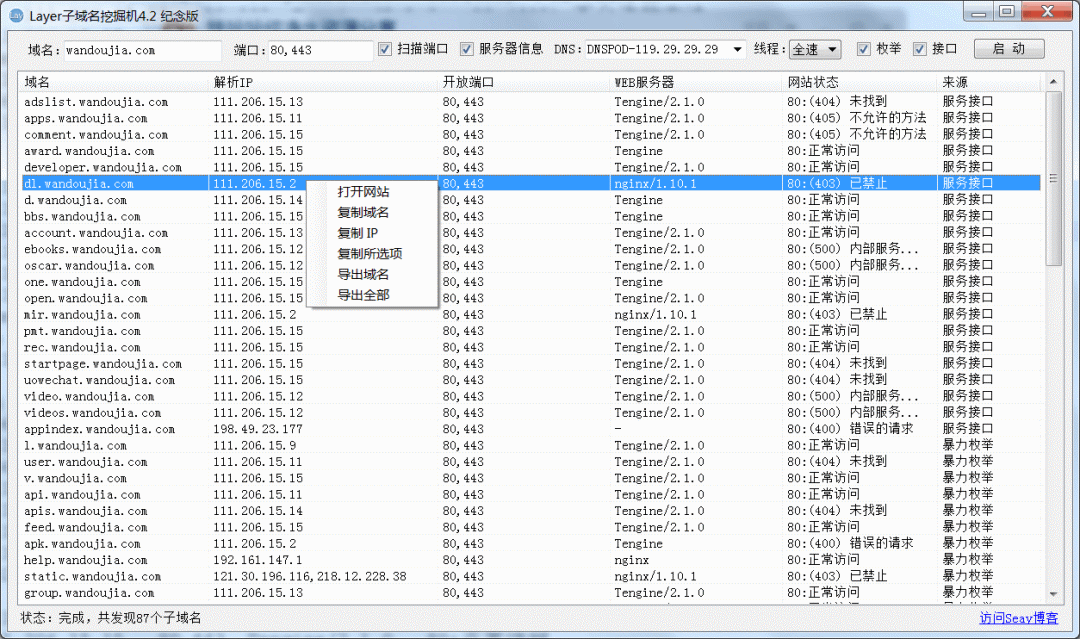 Layer子域名挖掘机4.2 纪念版
域名: wandoujia.com 端口: 80,443 扫描端口 服务器信息 DNS: DNSPOD-119.29.29.29 线程: 全速 枚举 接口 启 动
域名 解析IP 开放端口 WEB服务器 网站状态 来源
adslist.wandoujia.com 111.206.15.13 80,443 Tengine/2.1.0 80:(404) 未找到 服务接口
apps.wandoujia.com 111.206.15.11 80,443 Tengine/2.1.0 80:(405) 不允许的方法 服务接口
comment.wandoujia.com 111.206.15.15 80,443 Tengine/2.1.0 80:(405) 不允许的方法 服务接口
award.wandoujia.com 111.206.15.15 80,443 Tengine 80:正常访问 服务接口
developer.wandoujia.com 111.206.15.15 80,443 Tengine/2.1.0 80:正常访问 服务接口
dl.wandoujia.com 111.206.15.2 80,443 nginx/1.10.1 80:(403) 已禁止 服务接口
d.wandoujia.com 111.206.15.14 80,443 Tengine 80:正常访问 服务接口
bbs.wandoujia.com 111.206.15.15 80,443 Tengine 80:正常访问 服务接口
account.wandoujia.com 111.206.15.13 80,443 Tengine/2.1.0 80:正常访问 服务接口
ebooks.wandoujia.com 111.206.15.12 80,443 Tengine/2.1.0 80:(500) 内部服务... 服务接口
oscar.wandoujia.com 111.206.15.12 80,443 Tengine/2.1.0 80:(500) 内部服务... 服务接口
one.wandoujia.com 111.206.15.15 80,443 Tengine 80:正常访问 服务接口
open.wandoujia.com 111.206.15.15 80,443 Tengine/2.1.0 80:正常访问 服务接口
打开网站
复制域名
复制 IP
复制所选项
导出域名
导出全部
mir.wandoujia.com 111.206.15.2 80,443 nginx/1.10.1 80:(403) 已禁止 服务接口
pmt.wandoujia.com 111.206.15.15 80,443 Tengine/2.1.0 80:正常访问 服务接口
rec.wandoujia.com 111.206.15.15 80,443 Tengine/2.1.0 80:正常访问 服务接口
startpage.wandoujia.com 111.206.15.15 80,443 Tengine/2.1.0 80:(404) 未找到 服务接口
uowechat.wandoujia.com 111.206.15.15 80,443 Tengine/2.1.0 80:(404) 未找到 服务接口
video.wandoujia.com 111.206.15.12 80,443 Tengine/2.1.0 80:(500) 内部服务... 服务接口
videos.wandoujia.com 111.206.15.12 80,443 Tengine/2.1.0 80:(500) 内部服务... 服务接口
appindex.wandoujia.com 198.49.23.177 80,443 - 80:(400) 错误的请求 服务接口
l.wandoujia.com 111.206.15.9 80,443 Tengine/2.1.0 80:正常访问 暴力枚举
user.wandoujia.com 111.206.15.11 80,443 Tengine/2.1.0 80:(404) 未找到 暴力枚举
v.wandoujia.com 111.206.15.15 80,443 Tengine/2.1.0 80:正常访问 暴力枚举
api.wandoujia.com 111.206.15.11 80,443 Tengine/2.1.0 80:正常访问 暴力枚举
apis.wandoujia.com 111.206.15.14 80,443 Tengine/2.1.0 80:(404) 未找到 暴力枚举
feed.wandoujia.com 111.206.15.15 80,443 Tengine/2.1.0 80:正常访问 暴力枚举
apk.wandoujia.com 111.206.15.2 80,443 Tengine 80:(400) 错误的请求 暴力枚举
help.wandoujia.com 192.161.147.1 80,443 nginx 80:正常访问 暴力枚举
static.wandoujia.com 121.30.196.116,218.12.228.38 80,443 nginx/1.10.1 80:(403) 已禁止 暴力枚举
group.wandoujia.com 111.206.15.15 80,443 Tengine/2.1.0 80:正常访问 暴力枚举
状态: 完成，共发现87个子域名 访问Seay博客